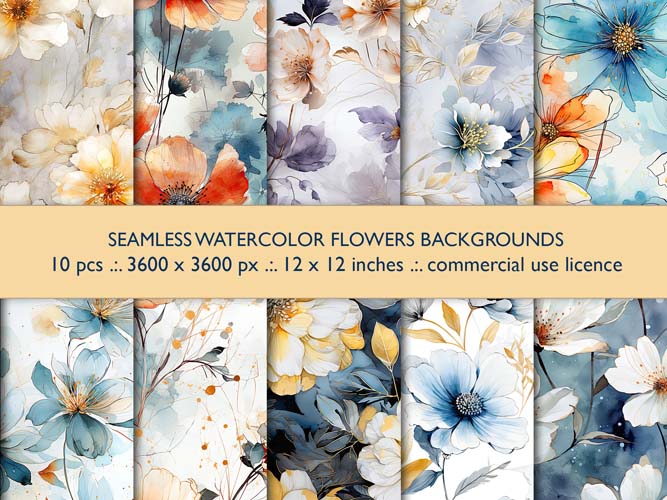 SEAMLESS WATERCOLOR FLOWERS BACKGROUNDS
10 pcs .:. 3600 x 3600 px .:. 12 x 12 inches .:. commercial use licence